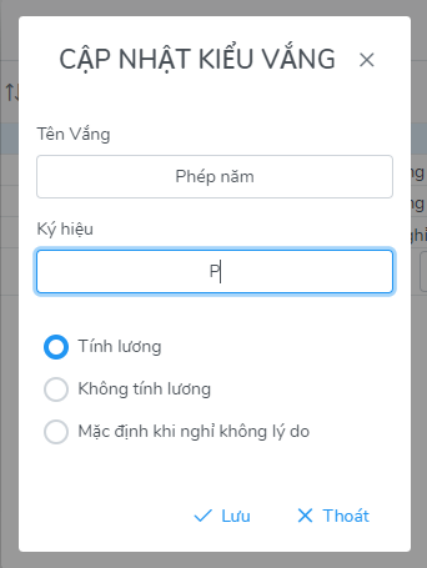 CẬP NHẬT KIỂU VẮNG
Tên Vắng
Phép năm
Ký hiệu
P
Tính lương
Không tính lương
Mặc định khi nghỉ không lý do
Lưu
Thoát